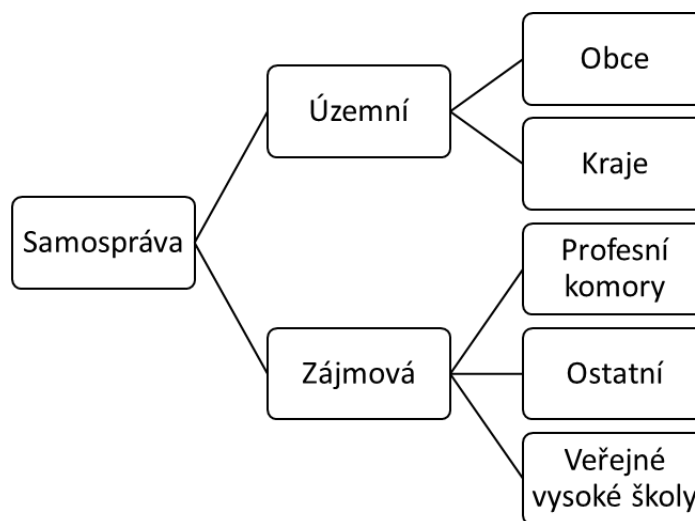 Samospráva
Územní
Obce
Kraje
Zájmová
Profesní
komory
Ostatní
Veřejné
vysoké školy